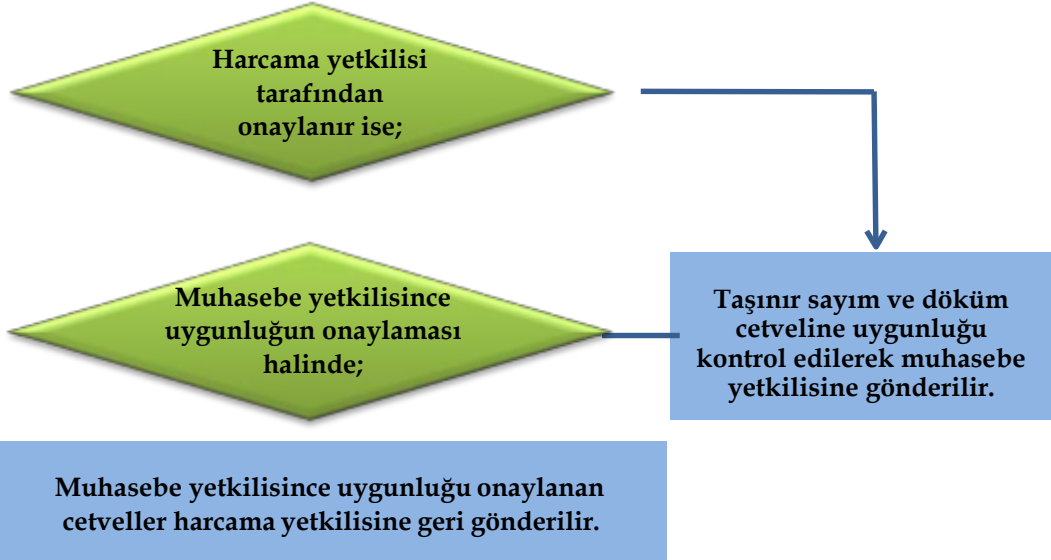 Harcama yetkilisi
tarafından
onaylanır ise;
Muhasebe yetkilisince
uygunluğun onaylaması
halinde;
Taşınır sayım ve döküm
cetveline uygunluğu
kontrol edilerek muhasebe
yetkilisine gönderilir.
Muhasebe yetkilisince uygunluğu onaylanan
cetveller harcama yetkilisine geri gönderilir.